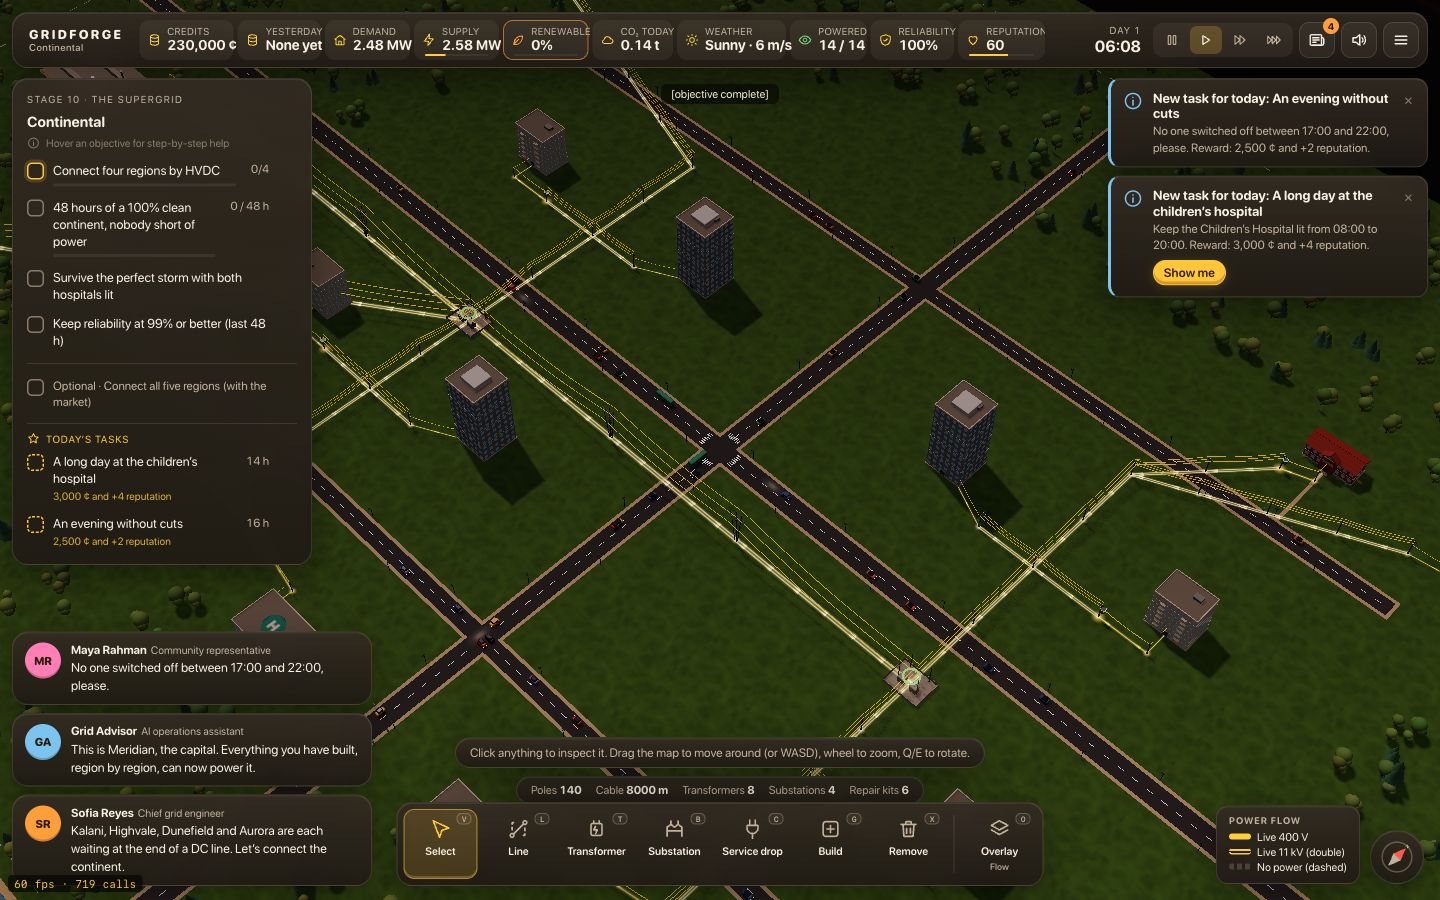 GRIDFORGE
Continental
CREDITS
230,000 ¢
YESTERDAY
None yet
DEMAND
2.48 MW
SUPPLY
2.58 MW
RENEWABLE
0%
CO₂ TODAY
0.14 t
WEATHER
Sunny · 6 m/s
POWERED
14 / 14
RELIABILITY
100%
REPUTATION
60
DAY 1
06:08
4
[objective complete]
STAGE 10 · THE SUPERGRID
Continental
Hover an objective for step-by-step help
Connect four regions by HVDC 0/4
48 hours of a 100% clean 0 / 48 h
continent, nobody short of
power
Survive the perfect storm with both
hospitals lit
Keep reliability at 99% or better (last 48
h)
Optional · Connect all five regions (with the
market)
TODAY'S TASKS
A long day at the children's 14 h
hospital
3,000 ¢ and +4 reputation
An evening without cuts 16 h
2,500 ¢ and +2 reputation
New task for today: An evening without
cuts
No one switched off between 17:00 and 22:00,
please. Reward: 2,500 ¢ and +2 reputation.
New task for today: A long day at the
children's hospital
Keep the Children's Hospital lit from 08:00 to
20:00. Reward: 3,000 ¢ and +4 reputation.
Show me
H
MR
Maya Rahman Community representative
No one switched off between 17:00 and 22:00,
please.
GA
Grid Advisor AI operations assistant
This is Meridian, the capital. Everything you have built,
region by region, can now power it.
SR
Sofia Reyes Chief grid engineer
Kalani, Highvale, Dunefield and Aurora are each
waiting at the end of a DC line. Let's connect the
continent.
60 fps · 719 calls
Click anything to inspect it. Drag the map to move around (or WASD), wheel to zoom, Q/E to rotate.
Poles 140 Cable 8000 m Transformers 8 Substations 4 Repair kits 6
V
Select
L
Line
T
Transformer
B
Substation
C
Service drop
G
Build
X
Remove
O
Overlay
Flow
POWER FLOW
Live 400 V
Live 11 kV (double)
No power (dashed)